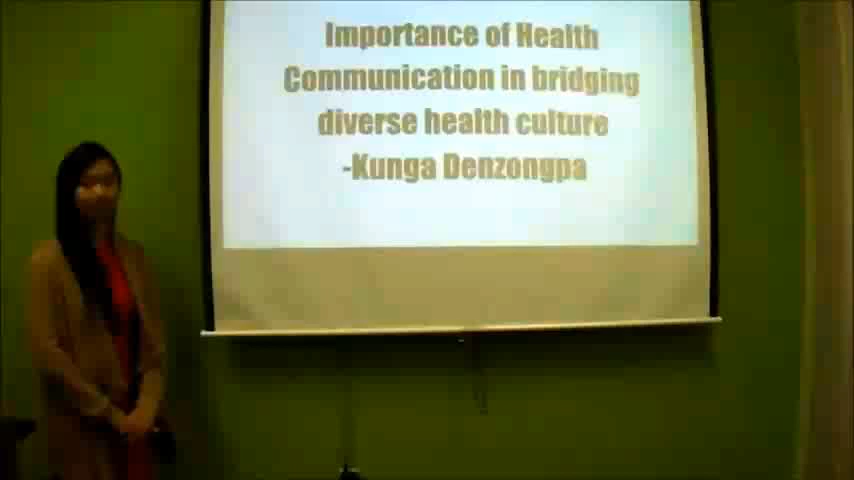 Importance of Health
Communication in bridging
diverse health culture
-Kunga Denzongpa